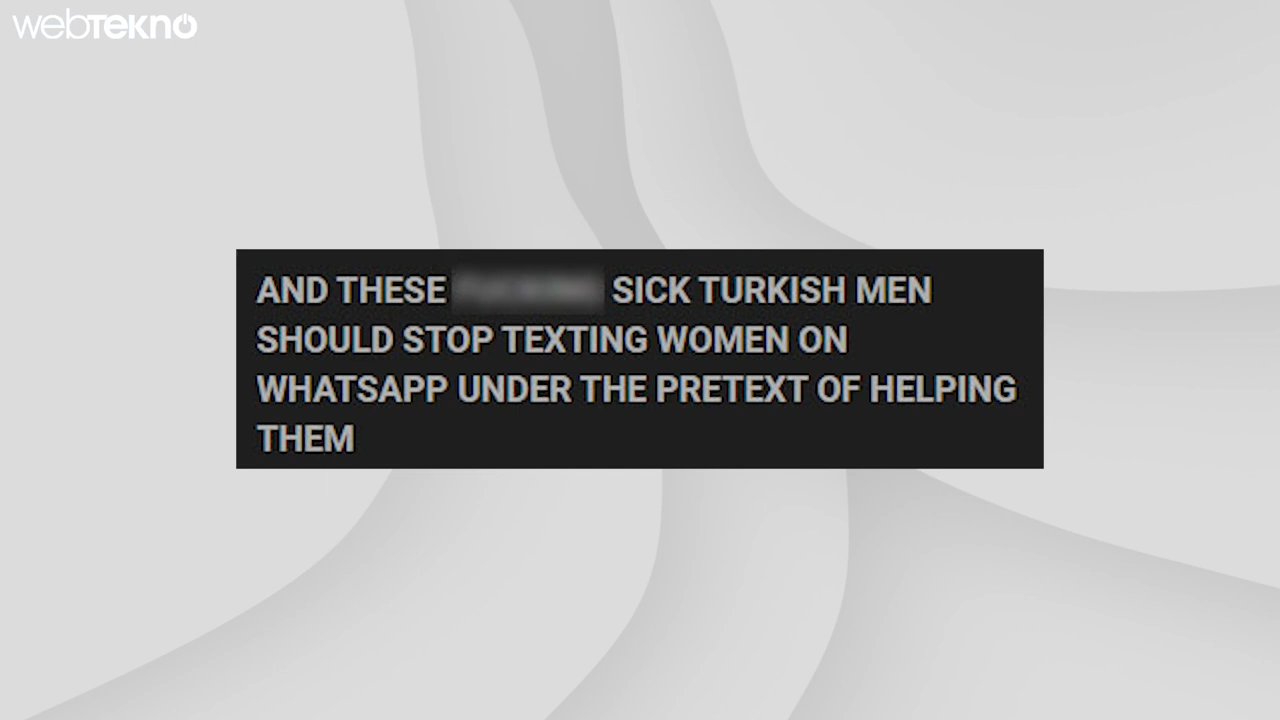 webtekno
AND THESE SICK TURKISH MEN
SHOULD STOP TEXTING WOMEN ON
WHATSAPP UNDER THE PRETEXT OF HELPING
THEM